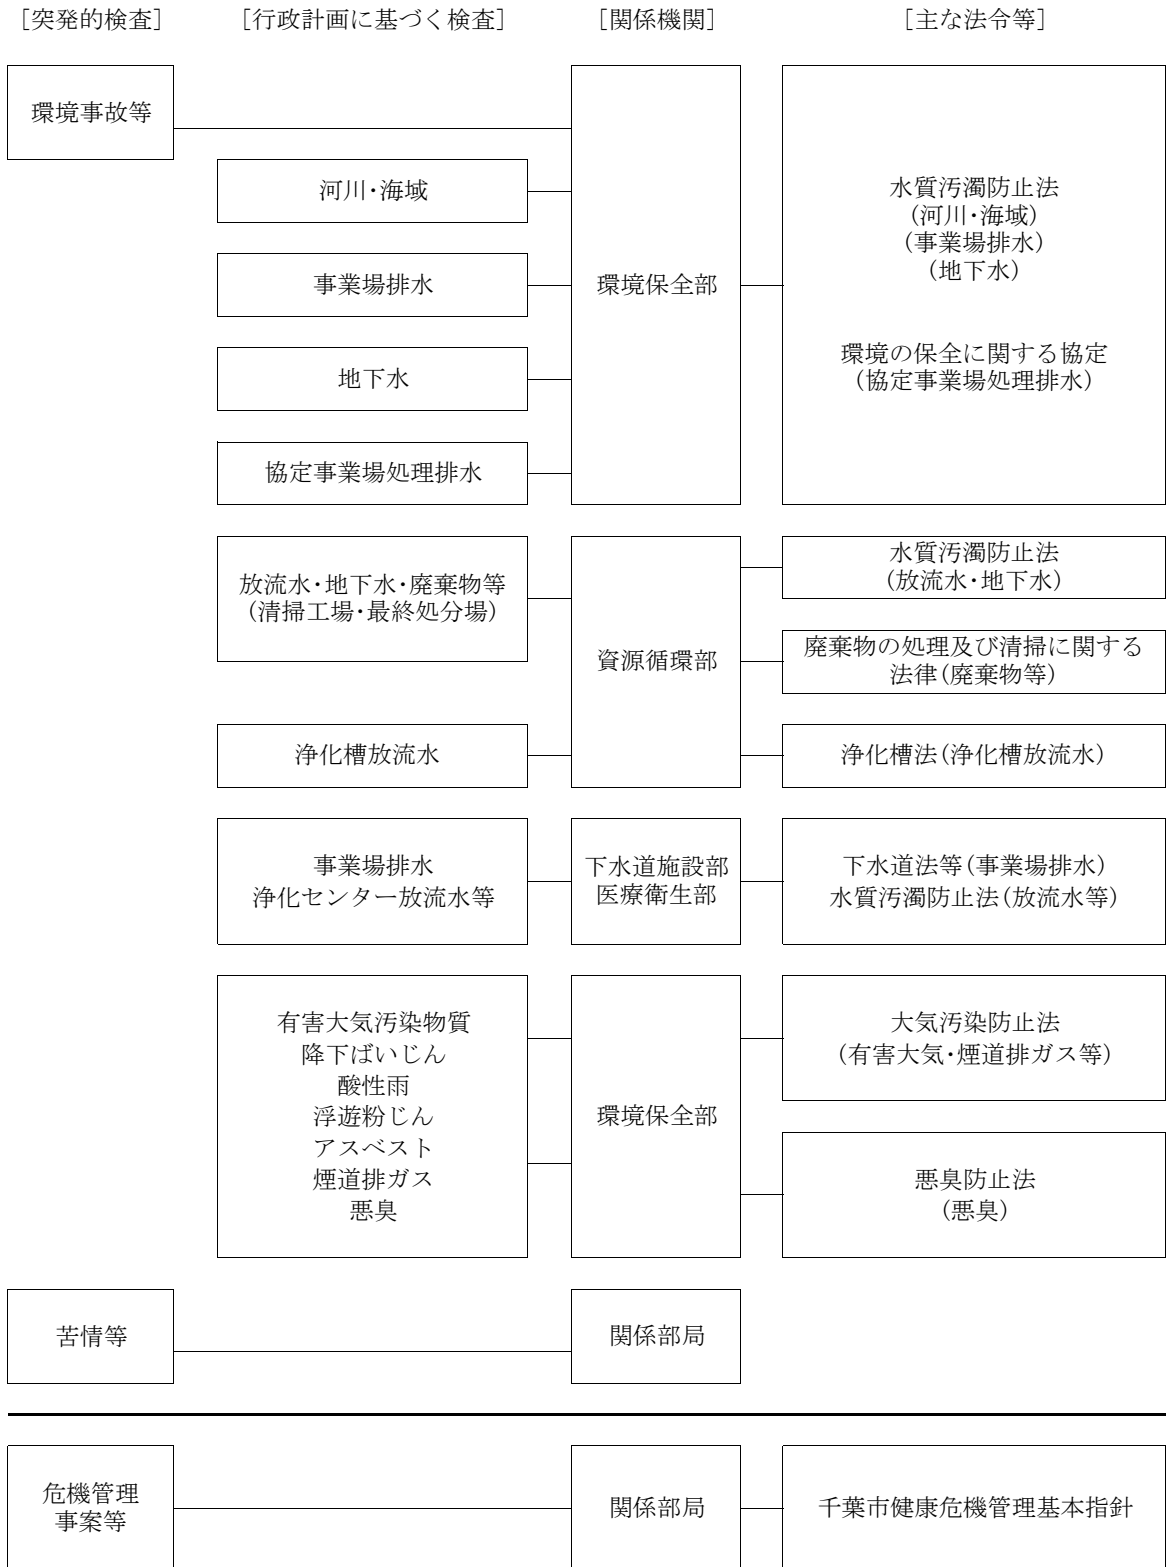 ［突発的検査］ ［行政計画に基づく検査］ ［関係機関］ ［主な法令等］
環境事故等
河川・海域
事業場排水
地下水
協定事業場処理排水
環境保全部
水質汚濁防止法
（河川・海域）
（事業場排水）
（地下水）
環境の保全に関する協定
（協定事業場処理排水）
放流水・地下水・廃棄物等
（清掃工場・最終処分場）
浄化槽放流水
資源循環部
水質汚濁防止法
（放流水・地下水）
廃棄物の処理及び清掃に関する
法律（廃棄物等）
浄化槽法（浄化槽放流水）
事業場排水
浄化センター放流水等
下水道施設部
医療衛生部
下水道法等（事業場排水）
水質汚濁防止法（放流水等）
有害大気汚染物質
降下ばいじん
酸性雨
浮遊粉じん
アスベスト
煙道排ガス
悪臭
環境保全部
大気汚染防止法
（有害大気・煙道排ガス等）
悪臭防止法
（悪臭）
苦情等
関係部局
危機管理
事案等
関係部局
千葉市健康危機管理基本指針